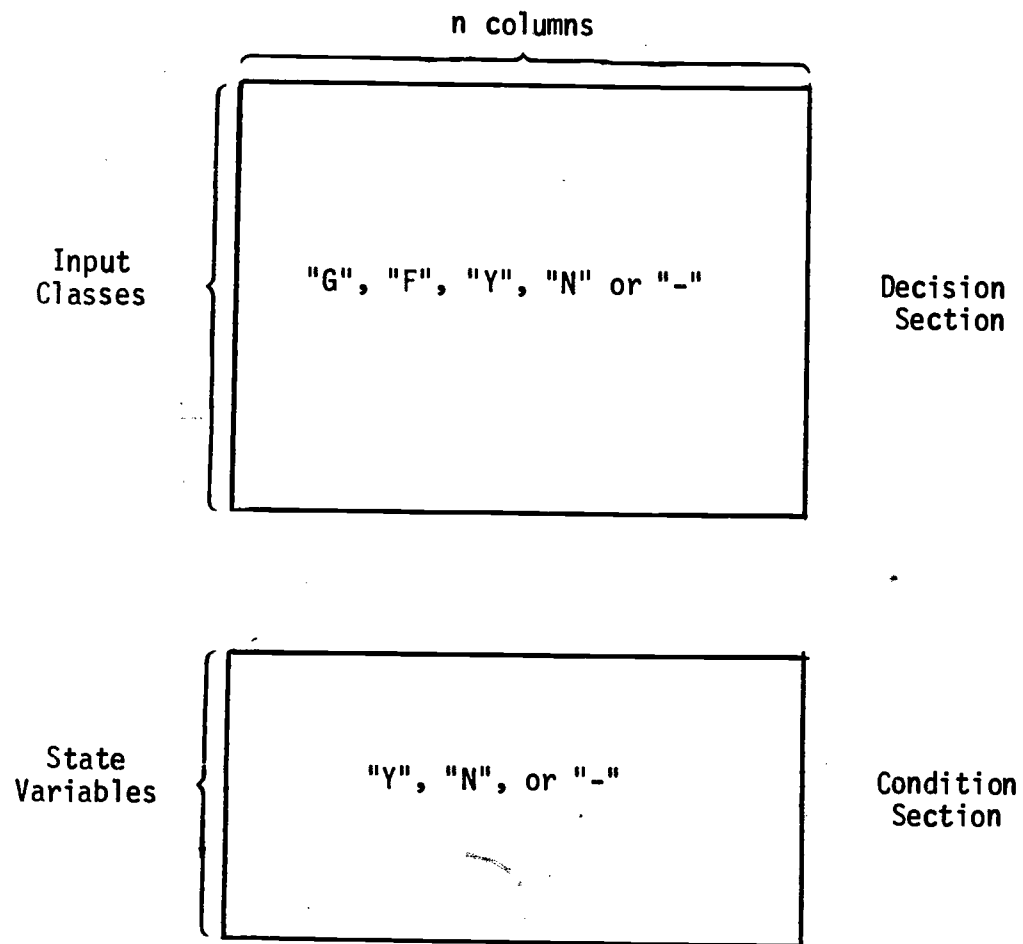 n columns
Input
Classes
"G", "F", "Y", "N" or "-"
Decision
Section
State
Variables
"Y", "N", or "-"
Condition
Section